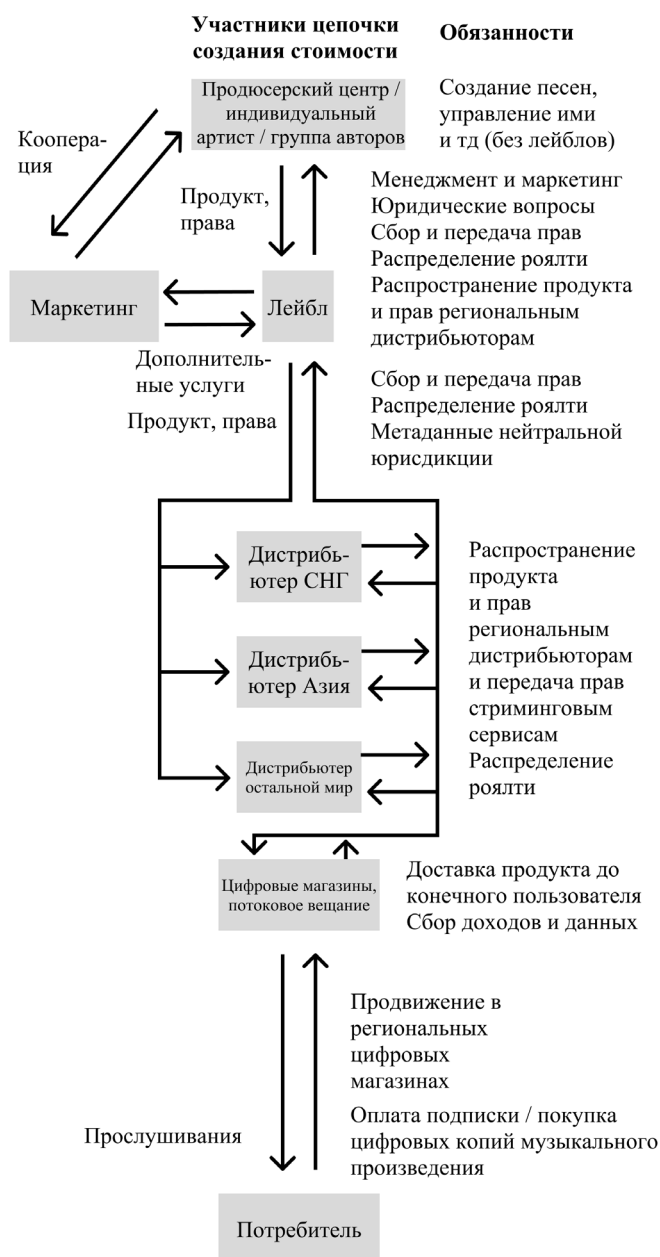 Участники цепочки
создания стоимости
Обязанности
Продюсерский центр /
индивидуальный
артист / группа авторов
Создание песен,
управление ими
и тд (без лейблов)
Коопера-
ция
Продукт,
права
Менеджмент и маркетинг
Юридические вопросы
Сбор и передача прав
Распределение роялти
Распространение продукта
и прав региональным
дистрибьюторам
Маркетинг
Лейбл
Дополнитель-
ные услуги
Продукт, права
Сбор и передача прав
Распределение роялти
Метаданные нейтральной
юрисдикции
Дистрибь-
ютер СНГ
Дистрибь-
ютер Азия
Дистрибьютер
остальной мир
Распространение
продукта
и прав
региональным
дистрибьюторам
и передача прав
стриминговым
сервисам
Распределение
роялти
Цифровые магазины,
потоковое вещание
Доставка продукта до
конечного пользователя
Сбор доходов и данных
Продвижение в
региональных
цифровых
магазинах
Прослушивания
Оплата подписки / покупка
цифровых копий музыкального
произведения
Потребитель